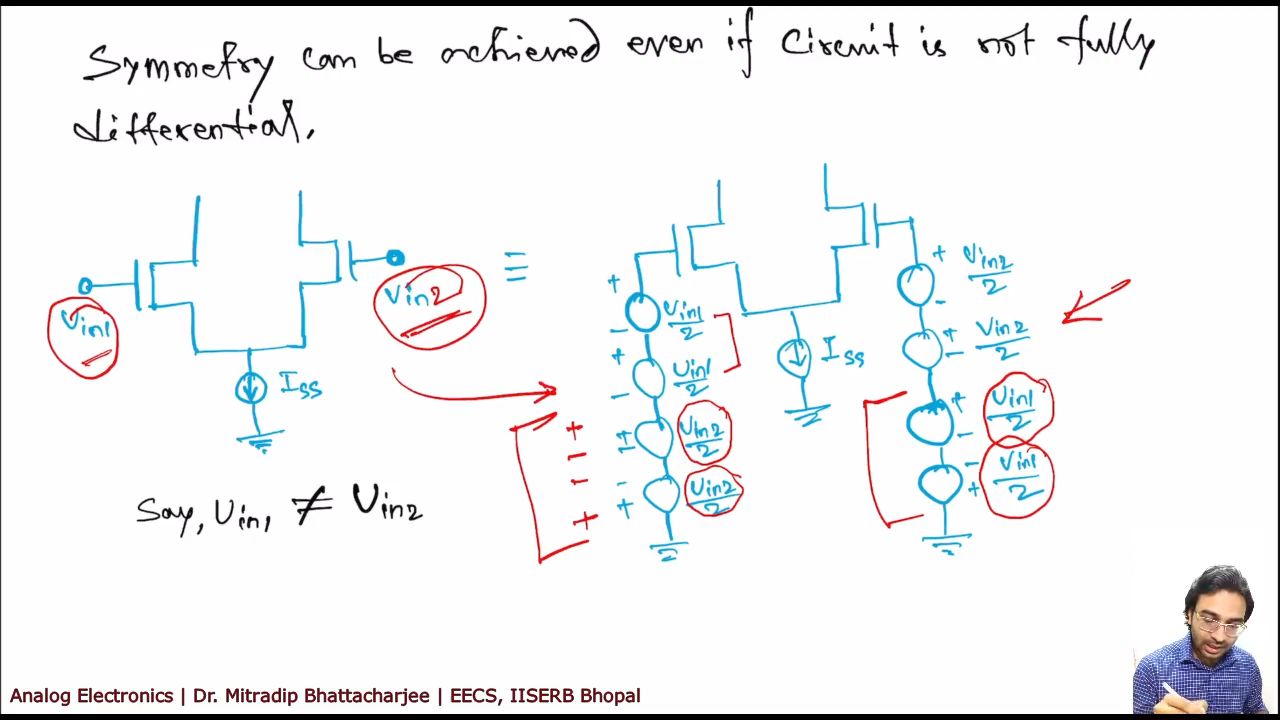 Symmetry can be achieved even if Circuit is not fully
differential.
Vin1
Vin2
ISS
≡
+
-
Vin1/2
+
-
Vin1/2
+
-
Vin2/2
-
+
Vin2/2
+
-
-
+
ISS
+
-
Vin2/2
+
-
Vin2/2
+
-
Vin1/2
-
+
Vin1/2
Say, Vin1 ≠ Vin2
Analog Electronics | Dr. Mitradip Bhattacharjee | EECS, IISERB Bhopal